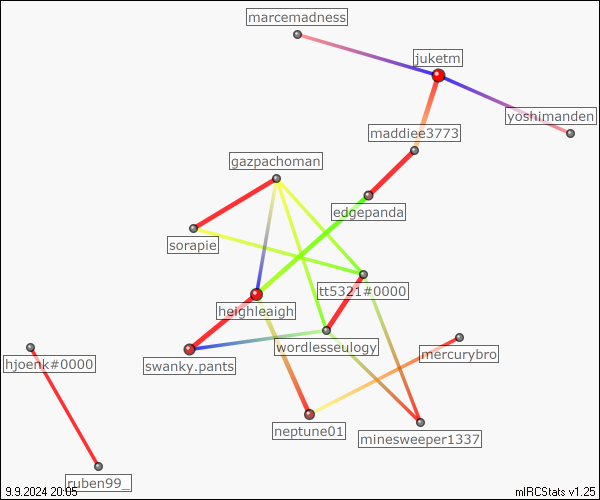 marcemadness
juketm
yoshimanden
maddiee3773
gazpachoman
edgepanda
sorapie
tt5321#0000
heighleaigh
wordlesseulogy
mercurybro
swanky.pants
hjoenk#0000
neptune01
minesweeper1337
ruben99_
9.9.2024 20:05
mIRCStats v1.25